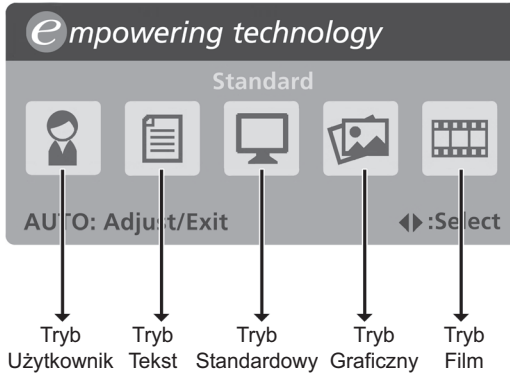 empowering technology
Standard
AUTO: Adjust/Exit :Select
Tryb Tryb Tryb Tryb Tryb
Użytkownik Tekst Standardowy Graficzny Film